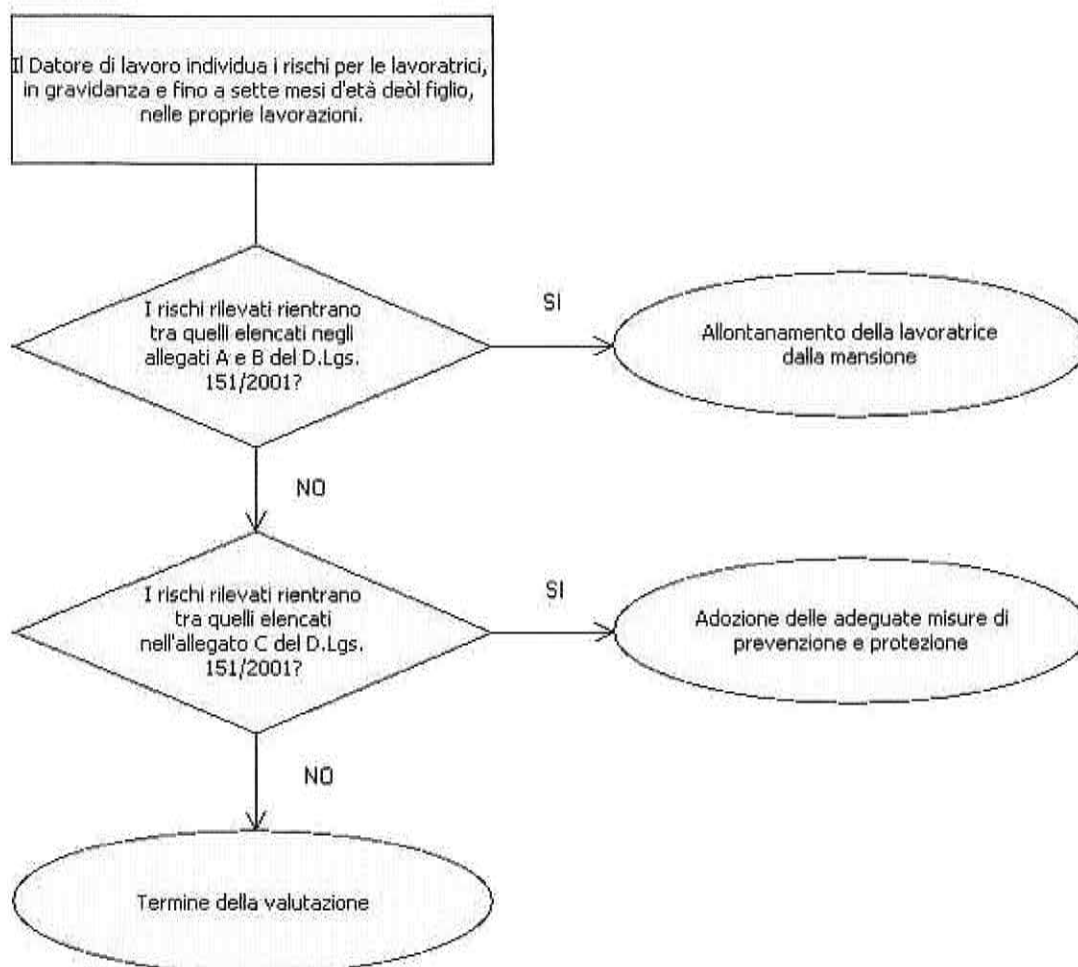 Il Datore di lavoro individua i rischi per le lavoratrici,
in gravidanza e fino a sette mesi d'età deòl figlio,
nelle proprie lavorazioni.
I rischi rilevati rientrano
tra quelli elencati negli
allegati A e B del D.Lgs.
151/2001?
SI
Allontanamento della lavoratrice
dalla mansione
NO
I rischi rilevati rientrano
tra quelli elencati
nell'allegato C del D.Lgs.
151/2001?
SI
Adozione delle adeguate misure di
prevenzione e protezione
NO
Termine della valutazione